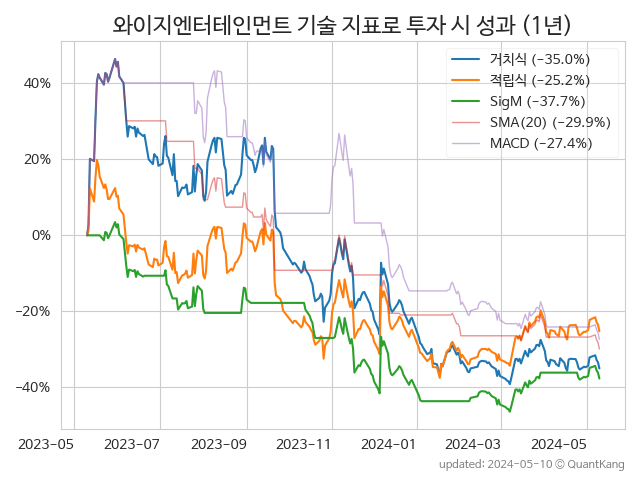 와이지엔터테인먼트 기술 지표로 투자 시 성과 (1년)
거치식 (−35.0%)
적립식 (−25.2%)
SigM (−37.7%)
SMA(20) (−29.9%)
MACD (−27.4%)
40%
20%
0%
−20%
−40%
2023-05 2023-07 2023-09 2023-11 2024-01 2024-03 2024-05
updated: 2024-05-10 © QuantKang